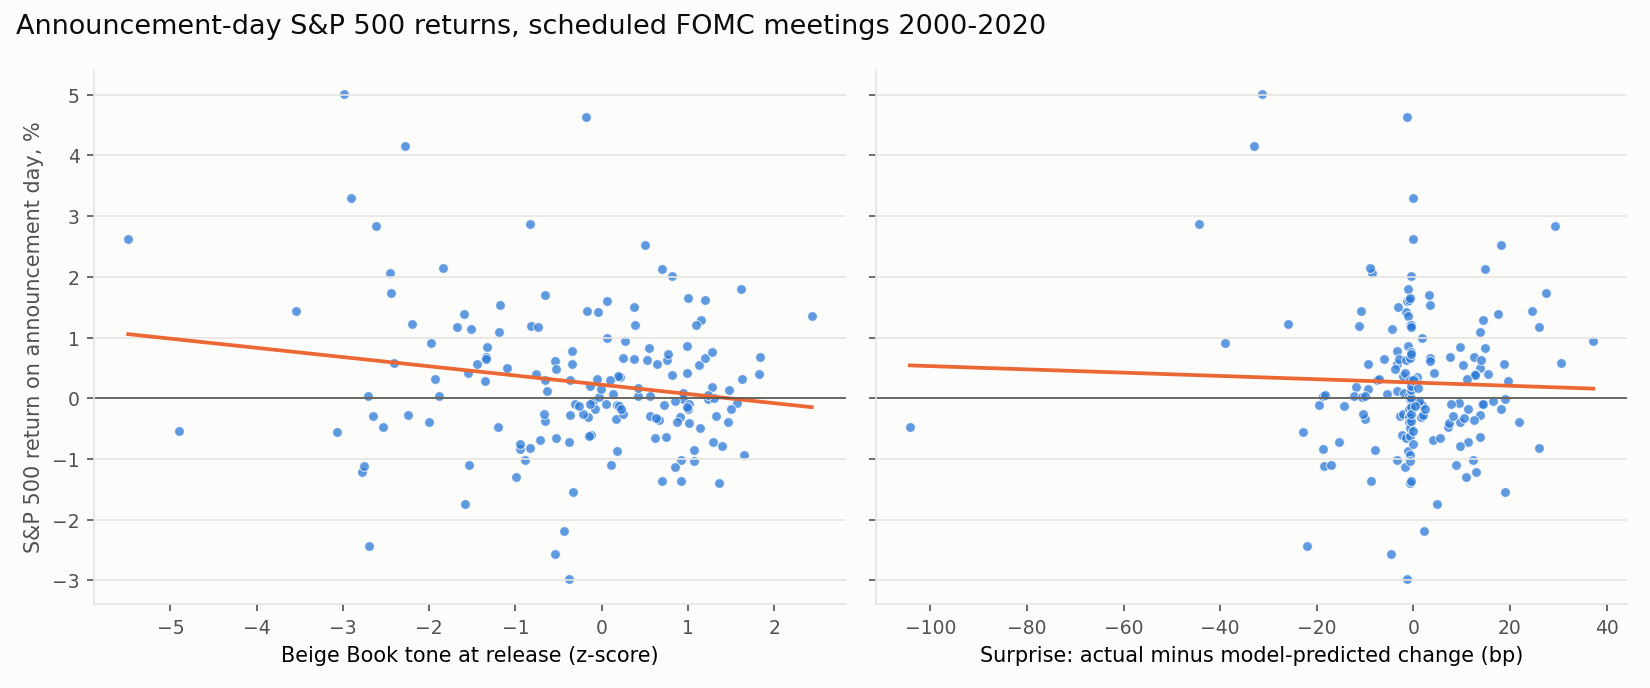 Announcement-day S&P 500 returns, scheduled FOMC meetings 2000-2020
S&P 500 return on announcement day, %
5
4
3
2
1
0
−1
−2
−3
−5 −4 −3 −2 −1 0 1 2
Beige Book tone at release (z-score)
−100 −80 −60 −40 −20 0 20 40
Surprise: actual minus model-predicted change (bp)